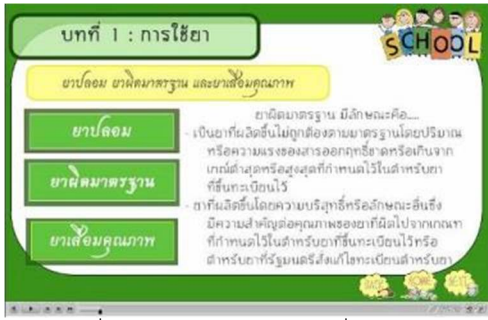 บทที่ 1 : การใช้ยา
SCHOOL
ยาปลอม ยาผิดมาตรฐาน และยาเสื่อมคุณภาพ
ยาปลอม
ยาผิดมาตรฐาน
ยาเสื่อมคุณภาพ
ยาผิดมาตรฐาน มีลักษณะคือ....
- เป็นยาที่ผลิตขึ้นไม่ถูกต้องตามมาตรฐานโดยปริมาณ
หรือความแรงของสารออกฤทธิ์ขาดหรือเกินจาก
เกณฑ์ต่ำสุดหรือสูงสุดที่กำหนดไว้ในตำรับยา
ที่ขึ้นทะเบียนไว้
- ยาที่ผลิตขึ้นโดยความบริสุทธิ์หรือลักษณะอื่นซึ่ง
มีความสำคัญต่อคุณภาพของยาที่ผิดไปจากเกณฑ์
ที่กำหนดไว้ในตำรับยาที่ขึ้นทะเบียนไว้หรือ
ตำรับยาที่รัฐมนตรีสั่งแก้ไขทะเบียนตำรับยา
BACK HOME NEXT